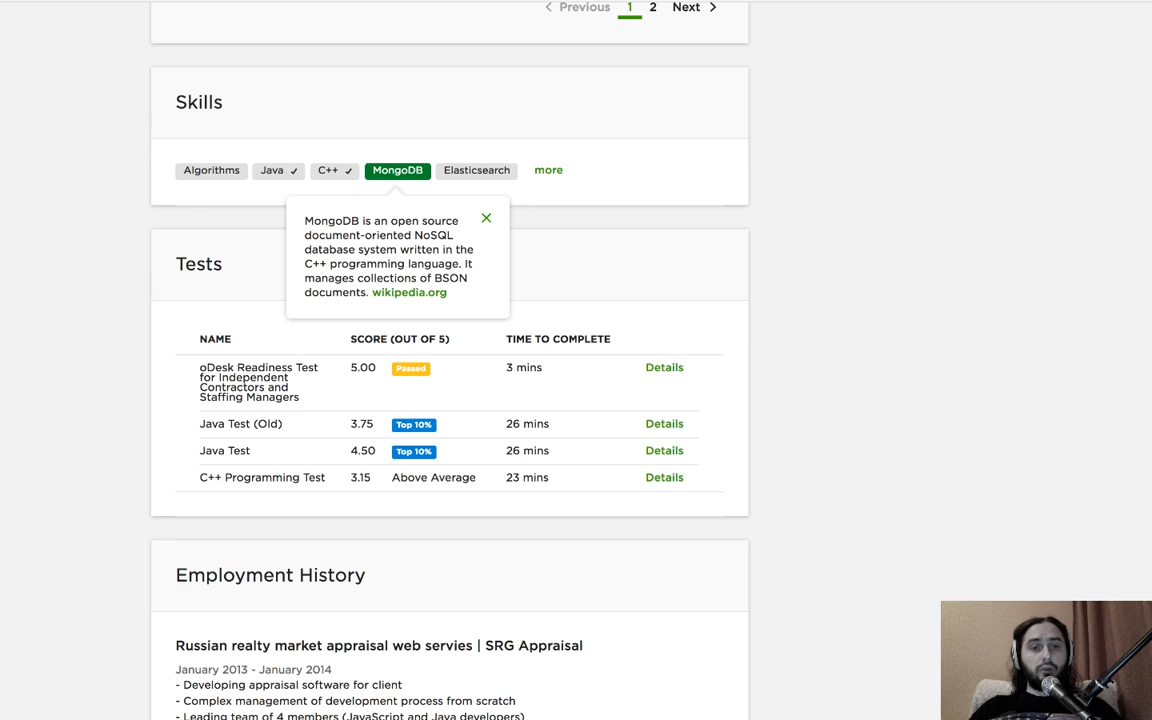 Previous 1 2 Next
Skills
Algorithms Java ✓ C++ ✓ MongoDB Elasticsearch more
MongoDB is an open source
document-oriented NoSQL
database system written in the
C++ programming language. It
manages collections of BSON
documents. wikipedia.org
Tests
NAME SCORE (OUT OF 5) TIME TO COMPLETE
oDesk Readiness Test
for Independent
Contractors and
Staffing Managers
5.00 Passed 3 mins Details
Java Test (Old) 3.75 Top 10% 26 mins Details
Java Test 4.50 Top 10% 26 mins Details
C++ Programming Test 3.15 Above Average 23 mins Details
Employment History
Russian realty market appraisal web servies | SRG Appraisal
January 2013 - January 2014
- Developing appraisal software for client
- Complex management of development process from scratch
- Leading team of 4 members (JavaScript and Java developers)